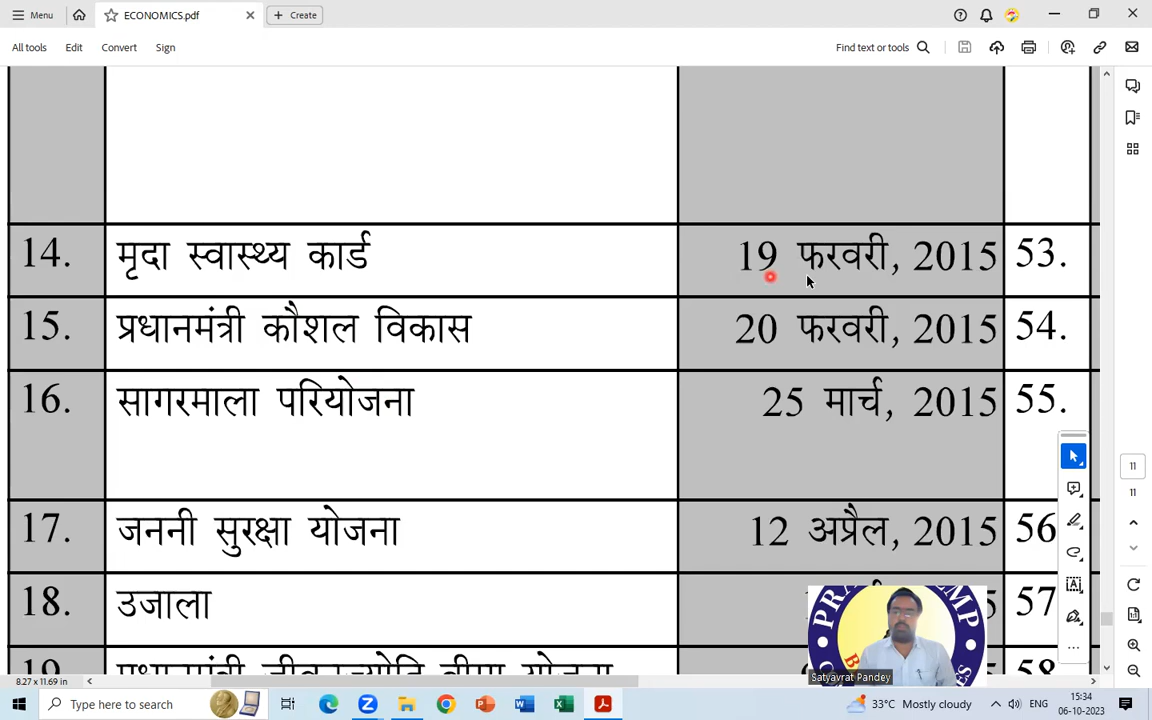 Menu
ECONOMICS.pdf
Create
All tools Edit Convert Sign
Find text or tools
14. मृदा स्वास्थ्य कार्ड 19 फरवरी, 2015 53.
15. प्रधानमंत्री कौशल विकास 20 फरवरी, 2015 54.
16. सागरमाला परियोजना 25 मार्च, 2015 55.
17. जननी सुरक्षा योजना 12 अप्रैल, 2015 56
18. उजाला 57
58
11
11
Satyavrat Pandey
8.27 x 11.69 in
Type here to search
33°C Mostly cloudy
ENG
15:34
06-10-2023